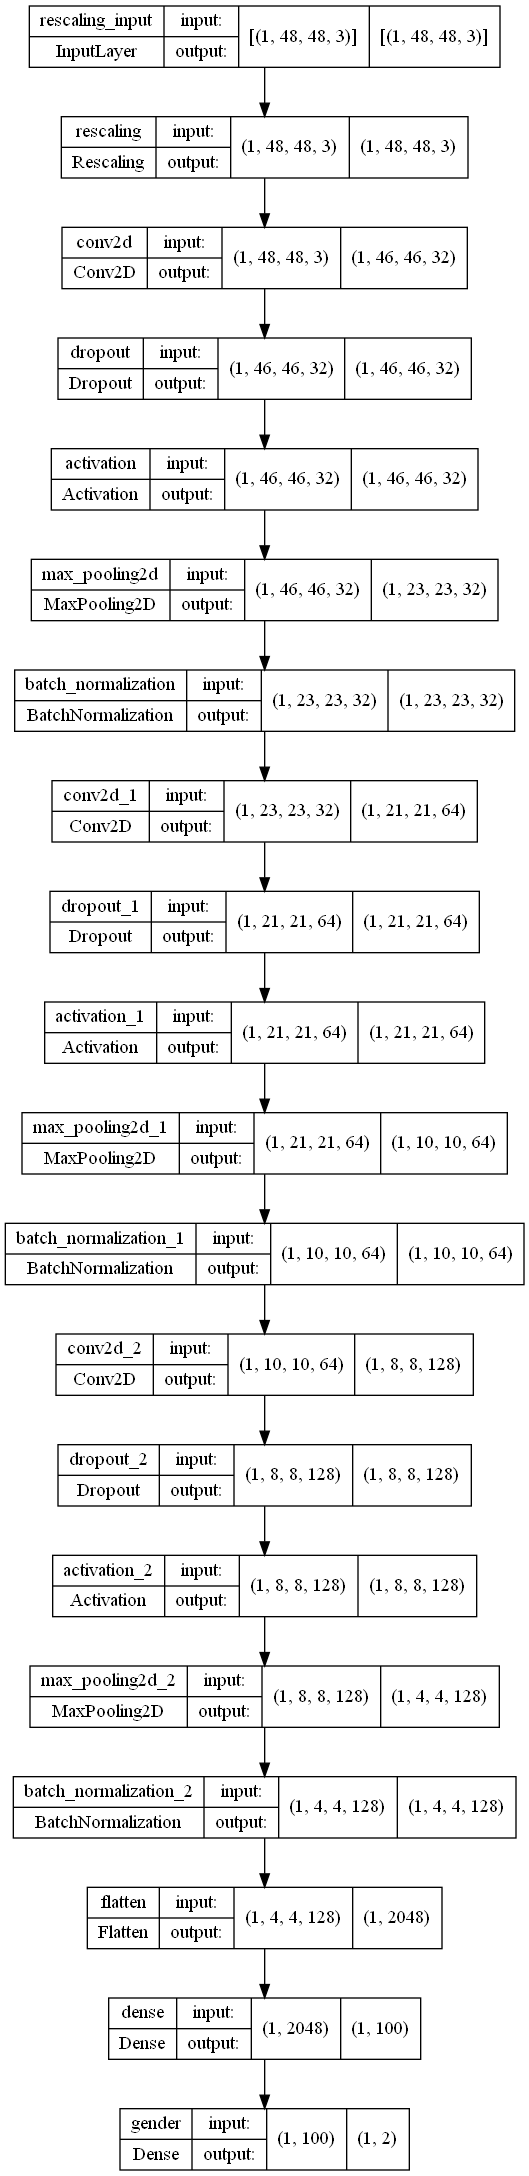 rescaling_input input: [(1, 48, 48, 3)] [(1, 48, 48, 3)]
InputLayer output:
rescaling input: (1, 48, 48, 3) (1, 48, 48, 3)
Rescaling output:
conv2d input: (1, 48, 48, 3) (1, 46, 46, 32)
Conv2D output:
dropout input: (1, 46, 46, 32) (1, 46, 46, 32)
Dropout output:
activation input: (1, 46, 46, 32) (1, 46, 46, 32)
Activation output:
max_pooling2d input: (1, 46, 46, 32) (1, 23, 23, 32)
MaxPooling2D output:
batch_normalization input: (1, 23, 23, 32) (1, 23, 23, 32)
BatchNormalization output:
conv2d_1 input: (1, 23, 23, 32) (1, 21, 21, 64)
Conv2D output:
dropout_1 input: (1, 21, 21, 64) (1, 21, 21, 64)
Dropout output:
activation_1 input: (1, 21, 21, 64) (1, 21, 21, 64)
Activation output:
max_pooling2d_1 input: (1, 21, 21, 64) (1, 10, 10, 64)
MaxPooling2D output:
batch_normalization_1 input: (1, 10, 10, 64) (1, 10, 10, 64)
BatchNormalization output:
conv2d_2 input: (1, 10, 10, 64) (1, 8, 8, 128)
Conv2D output:
dropout_2 input: (1, 8, 8, 128) (1, 8, 8, 128)
Dropout output:
activation_2 input: (1, 8, 8, 128) (1, 8, 8, 128)
Activation output:
max_pooling2d_2 input: (1, 8, 8, 128) (1, 4, 4, 128)
MaxPooling2D output:
batch_normalization_2 input: (1, 4, 4, 128) (1, 4, 4, 128)
BatchNormalization output:
flatten input: (1, 4, 4, 128) (1, 2048)
Flatten output:
dense input: (1, 2048) (1, 100)
Dense output:
gender input: (1, 100) (1, 2)
Dense output: